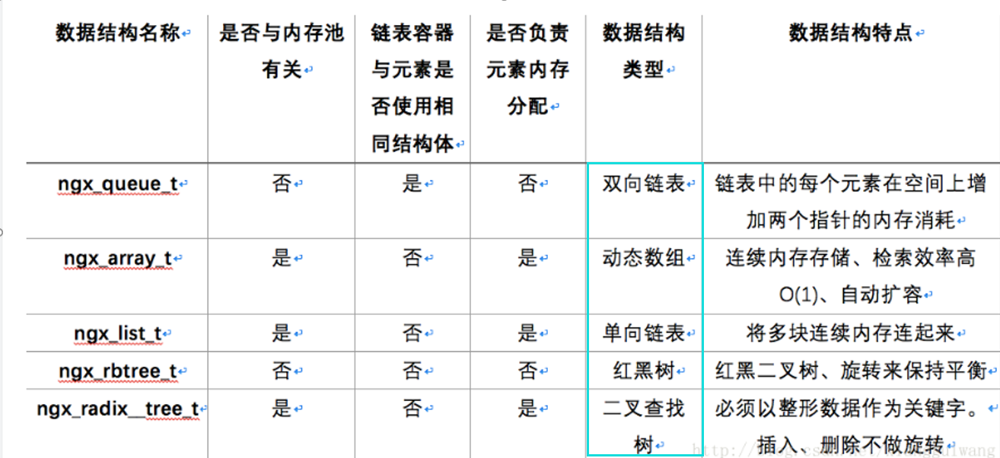 数据结构名称 是否与内存池 链表容器 是否负责 数据结构 数据结构特点
有关 与元素是 元素内存 类型
否使用相 分配
同结构体
ngx_queue_t 否 是 否 双向链表 链表中的每个元素在空间上增
加两个指针的内存消耗
ngx_array_t 是 否 是 动态数组 连续内存存储、检索效率高
O(1)、自动扩容
ngx_list_t 是 否 是 单向链表 将多块连续内存连起来
ngx_rbtree_t 否 否 否 红黑树 红黑二叉树、旋转来保持平衡
ngx_radix__tree_t 是 否 是 二叉查找 必须以整形数据作为关键字。
树 插入、删除不做旋转